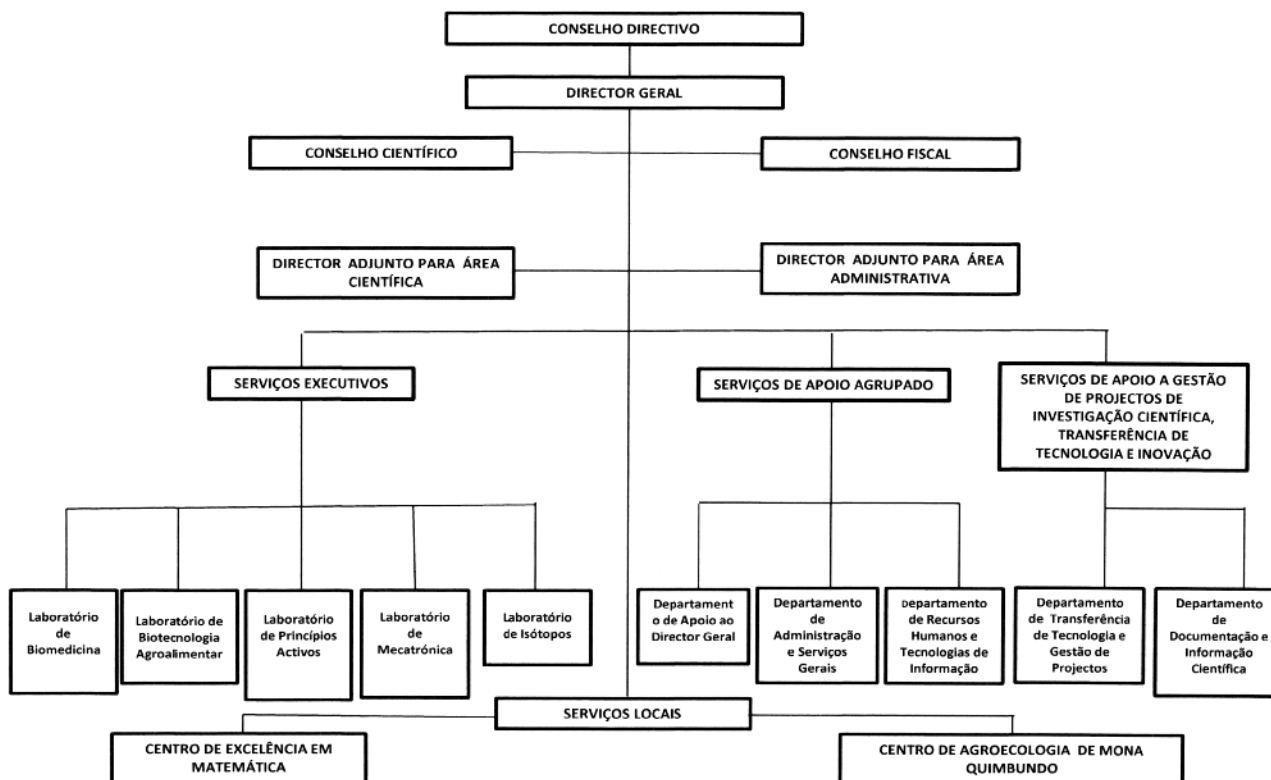 CONSELHO DIRECTIVO
DIRECTOR GERAL
CONSELHO CIENTÍFICO
CONSELHO FISCAL
DIRECTOR ADJUNTO PARA ÁREA
CIENTÍFICA
DIRECTOR ADJUNTO PARA ÁREA
ADMINISTRATIVA
SERVIÇOS EXECUTIVOS
SERVIÇOS DE APOIO AGRUPADO
SERVIÇOS DE APOIO A GESTÃO
DE PROJECTOS DE
INVESTIGAÇÃO CIENTÍFICA,
TRANSFERÊNCIA DE
TECNOLOGIA E INOVAÇÃO
Laboratório
de
Biomedicina
Laboratório de
Biotecnologia
Agroalimentar
Laboratório
de Princípios
Activos
Laboratório
de
Mecatrónica
Laboratório
de Isótopos
Departament
o de Apoio ao
Director Geral
Departamento
de
Administração
e Serviços
Gerais
Departamento
de Recursos
Humanos e
Tecnologias de
Informação
Departamento
de Transferência
de Tecnologia e
Gestão de
Projectos
Departamento
de
Documentação e
Informação
Científica
SERVIÇOS LOCAIS
CENTRO DE EXCELÊNCIA EM
MATEMÁTICA
CENTRO DE AGROECOLOGIA DE MONA
QUIMBUNDO